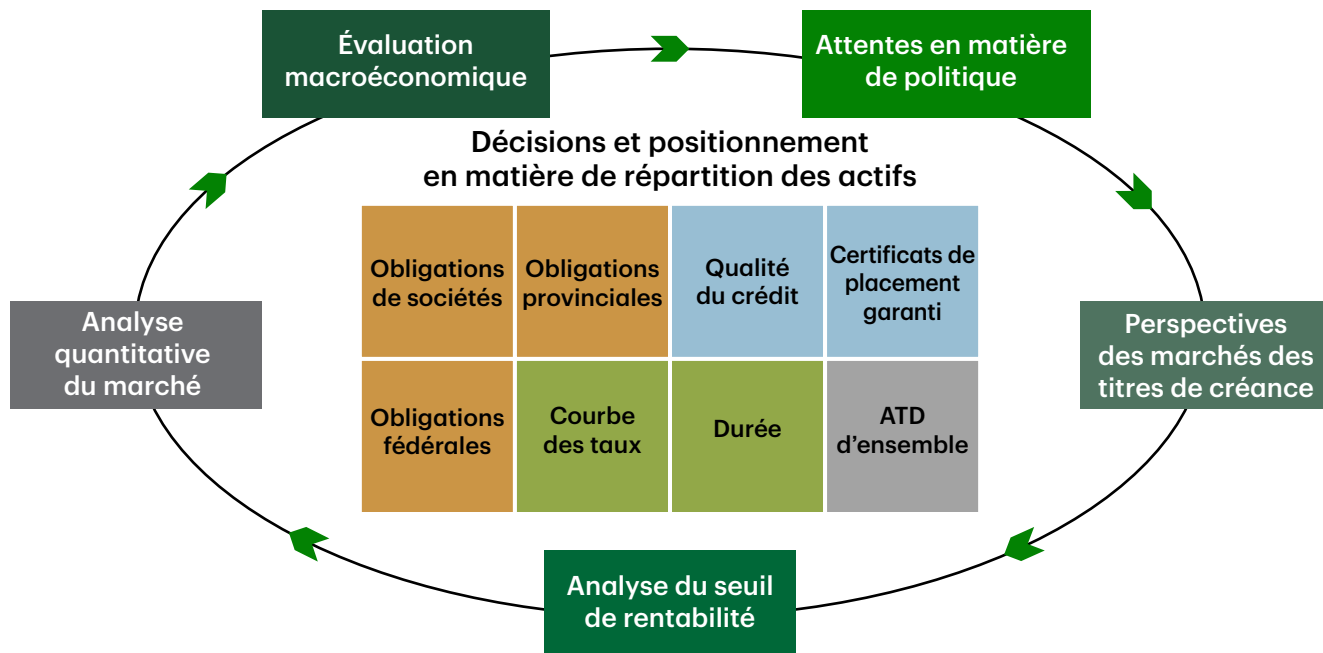 Évaluation
macroéconomique
Attentes en matière
de politique
Décisions et positionnement
en matière de répartition des actifs
Obligations
de sociétés
Obligations
provinciales
Qualité
du crédit
Certificats de
placement
garanti
Analyse
quantitative
du marché
Perspectives
des marchés des
titres de créance
Obligations
fédérales
Courbe
des taux
Durée
ATD
d’ensemble
Analyse du seuil
de rentabilité